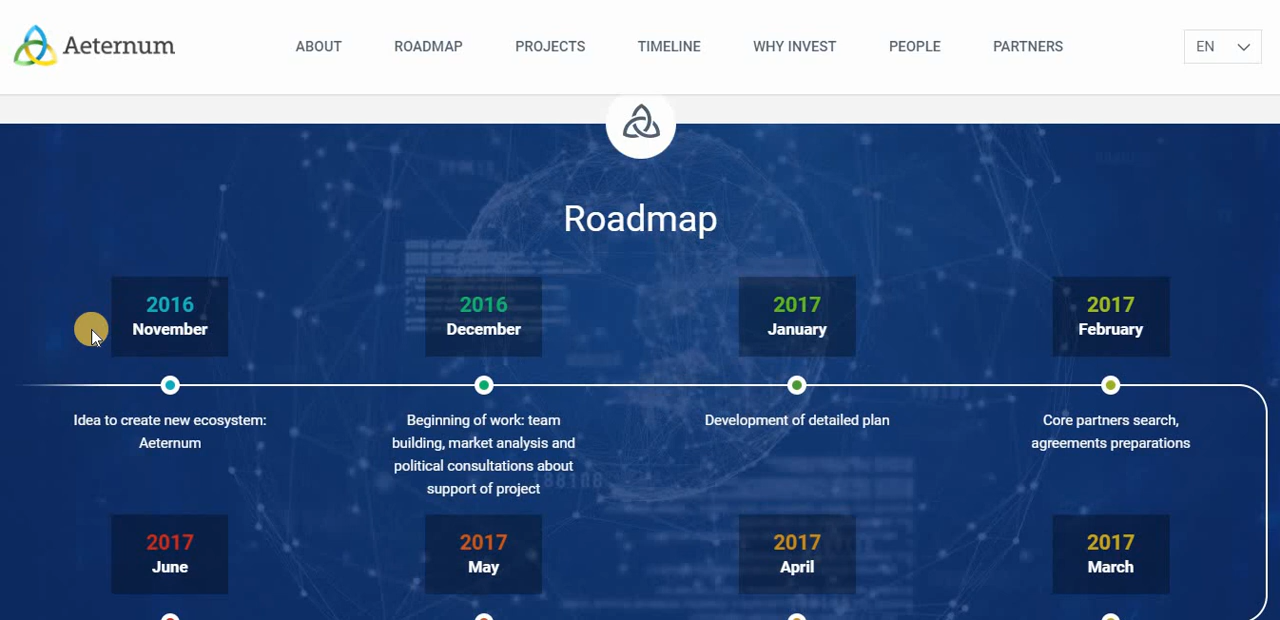 Aeternum
ABOUT
ROADMAP
PROJECTS
TIMELINE
WHY INVEST
PEOPLE
PARTNERS
EN
Roadmap
2016
November
Idea to create new ecosystem:
Aeternum
2016
December
Beginning of work: team
building, market analysis and
political consultations about
support of project
2017
January
Development of detailed plan
2017
February
Core partners search,
agreements preparations
2017
June
2017
May
2017
April
2017
March